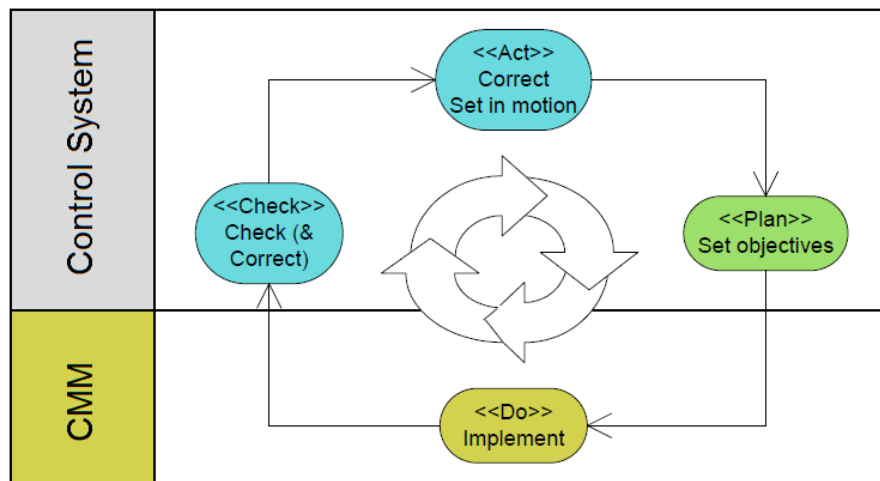 Control System
<<Act>>
Correct
Set in motion
<<Check>>
Check (&
Correct)
<<Plan>>
Set objectives
CMM
<<Do>>
Implement